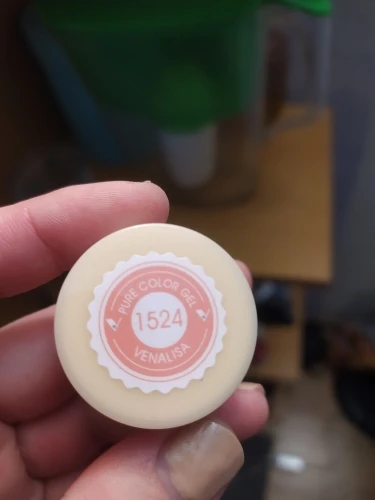 PURE COLOR GEL
1524
VENALISA